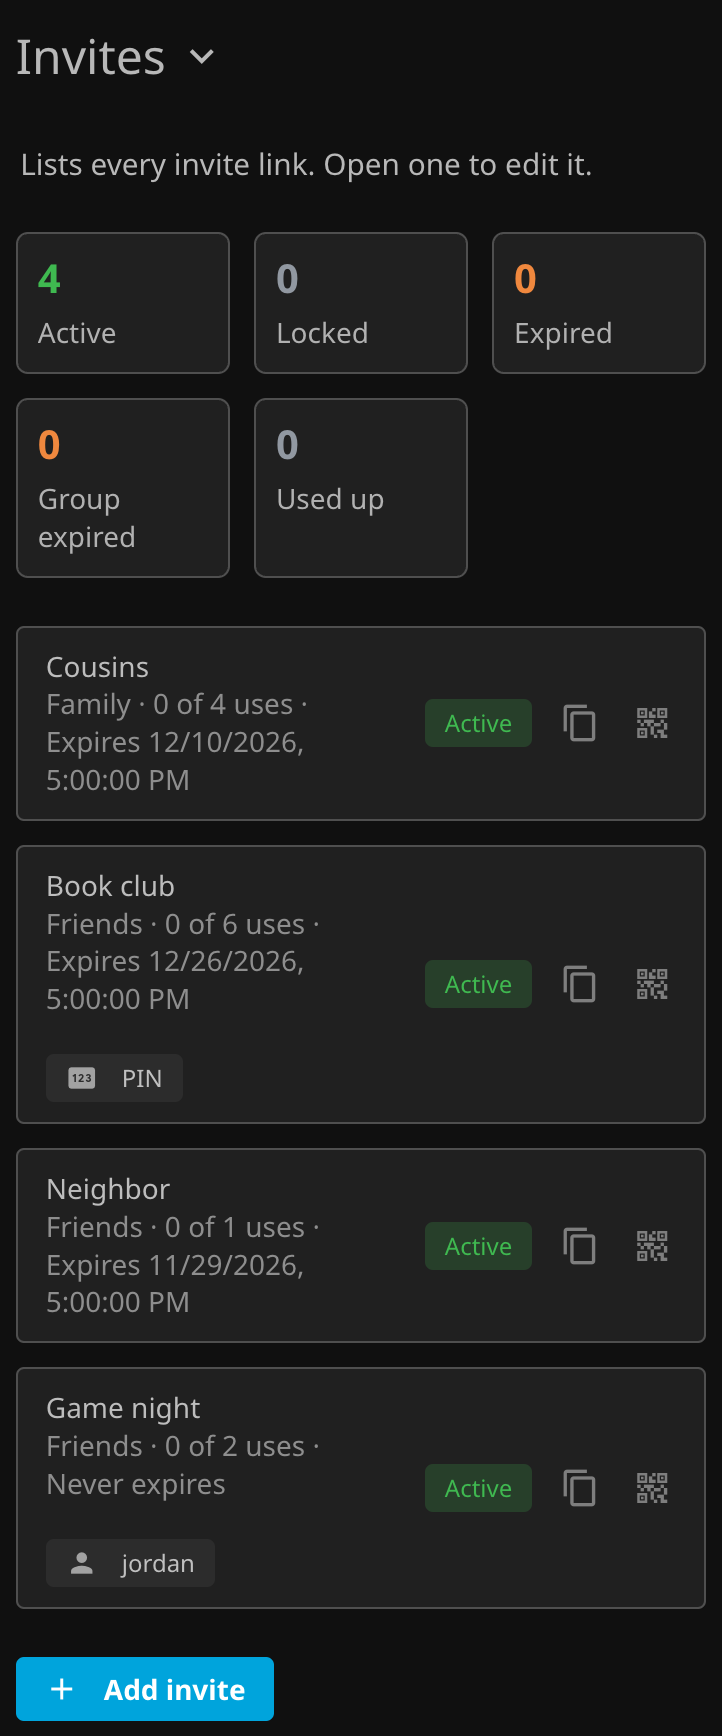 Invites
Lists every invite link. Open one to edit it.
4
Active
0
Locked
0
Expired
0
Group
expired
0
Used up
Cousins
Family · 0 of 4 uses ·
Expires 12/10/2026,
5:00:00 PM
Active
Book club
Friends · 0 of 6 uses ·
Expires 12/26/2026,
5:00:00 PM
Active
123 PIN
Neighbor
Friends · 0 of 1 uses ·
Expires 11/29/2026,
5:00:00 PM
Active
Game night
Friends · 0 of 2 uses ·
Never expires
Active
jordan
Add invite